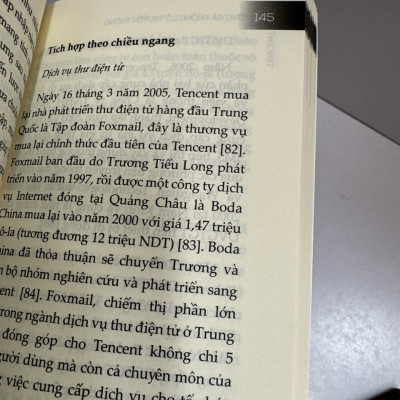 145
Tích hợp theo chiều ngang
Dịch vụ thư điện tử
Ngày 16 tháng 3 năm 2005, Tencent mua
lại nhà phát triển thư điện tử hàng đầu Trung
Quốc là Tập đoàn Foxmail, đây là thương vụ
mua lại chính thức đầu tiên của Tencent [82].
Foxmail ban đầu do Trương Tiểu Long phát
triển vào năm 1997, rồi được một công ty dịch
vụ Internet đóng tại Quảng Châu là Boda
China mua lại vào năm 2000 với giá 1,47 triệu
ô-la (tương đương 12 triệu NDT) [83]. Boda
hina đã thỏa thuận sẽ chuyển Trương và
n bộ nhóm nghiên cứu và phát triển sang
cent [84]. Foxmail, chiếm thị phần lớn
rong ngành dịch vụ thư điện tử ở Trung
đóng góp cho Tencent không chỉ 5
gười dùng mà còn cả chuyên môn của
g việc cung cấp dịch vụ cho